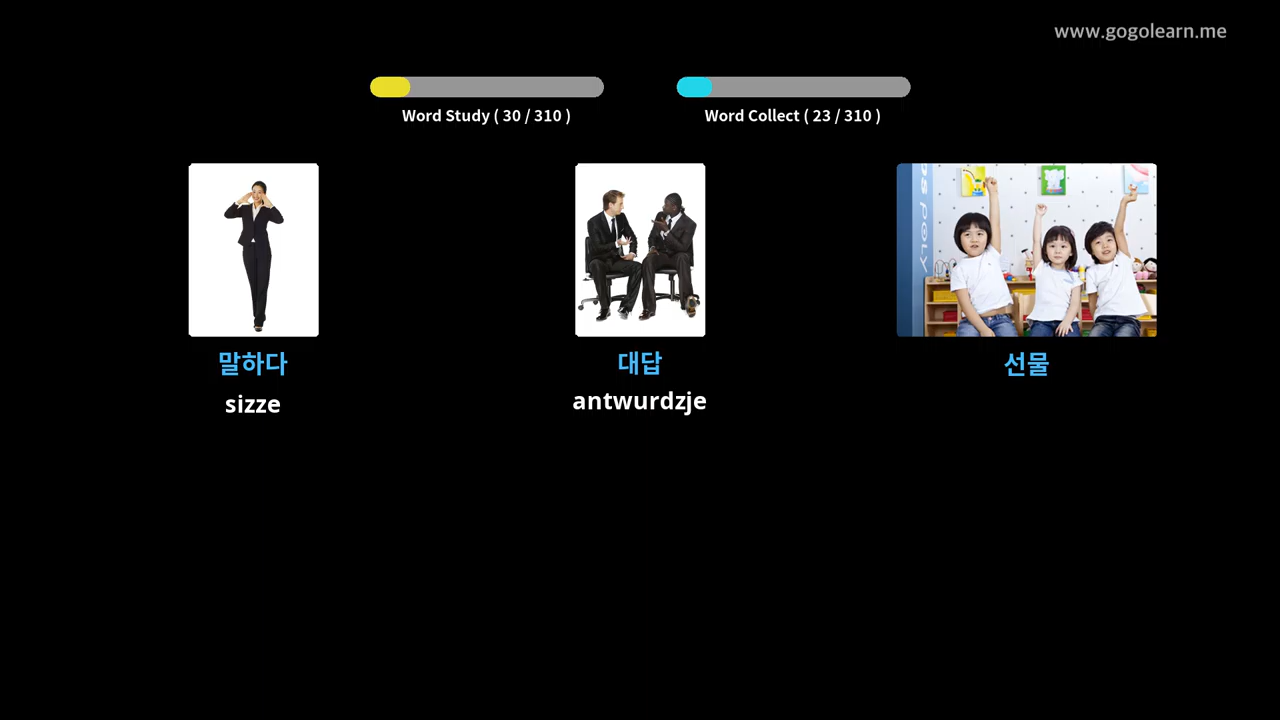 www.gogolearn.me
Word Study ( 30 / 310 )
Word Collect ( 23 / 310 )
말하다
sizze
대답
antwurdzje
선물